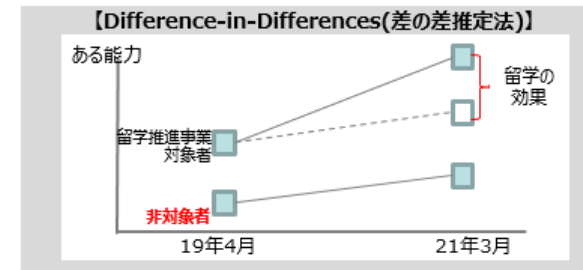 【Difference-in-Differences(差の差推定法)】
ある能力
留学の
効果
留学推進事業
対象者
非対象者
19年4月
21年3月